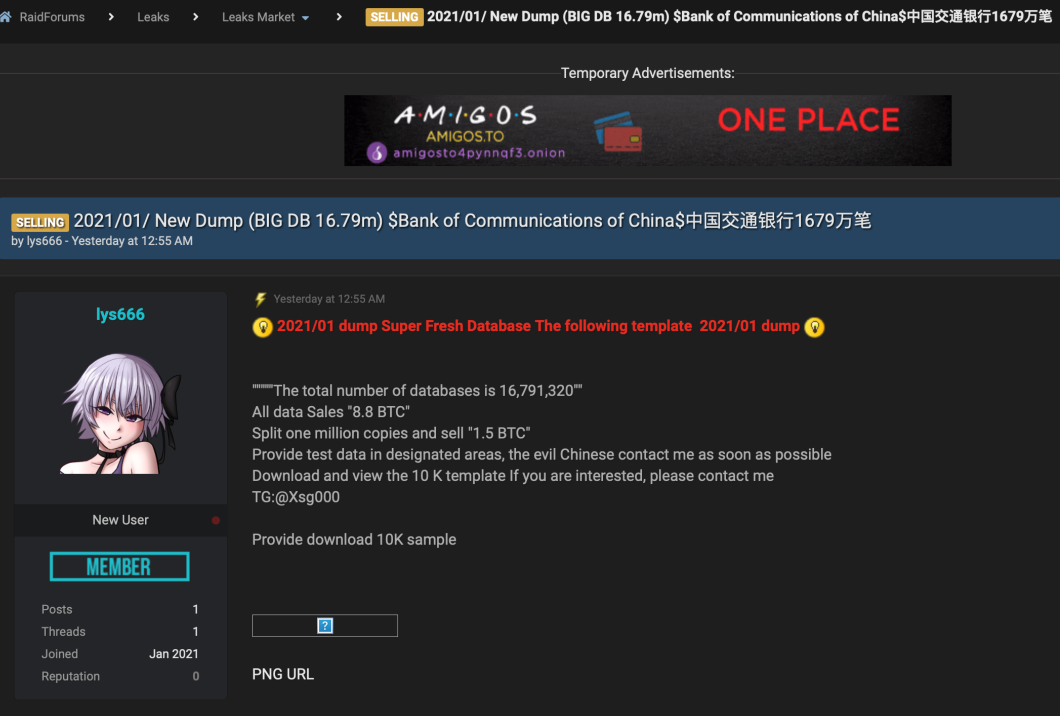 RaidForums > Leaks > Leaks Market > SELLING 2021/01/ New Dump (BIG DB 16.79m) $Bank of Communications of China$中国交通银行1679万笔
Temporary Advertisements:
A·M·I·G·O·S
AMIGOS.TO
amigosto4pynnqf3.onion
ONE PLACE
SELLING 2021/01/ New Dump (BIG DB 16.79m) $Bank of Communications of China$中国交通银行1679万笔
by lys666 - Yesterday at 12:55 AM
lys666
New User
MEMBER
Posts 1
Threads 1
Joined Jan 2021
Reputation 0
Yesterday at 12:55 AM
2021/01 dump Super Fresh Database The following template 2021/01 dump
"""""The total number of databases is 16,791,320""
All data Sales "8.8 BTC"
Split one million copies and sell "1.5 BTC"
Provide test data in designated areas, the evil Chinese contact me as soon as possible
Download and view the 10 K template If you are interested, please contact me
TG:@Xsg000
Provide download 10K sample
?
PNG URL